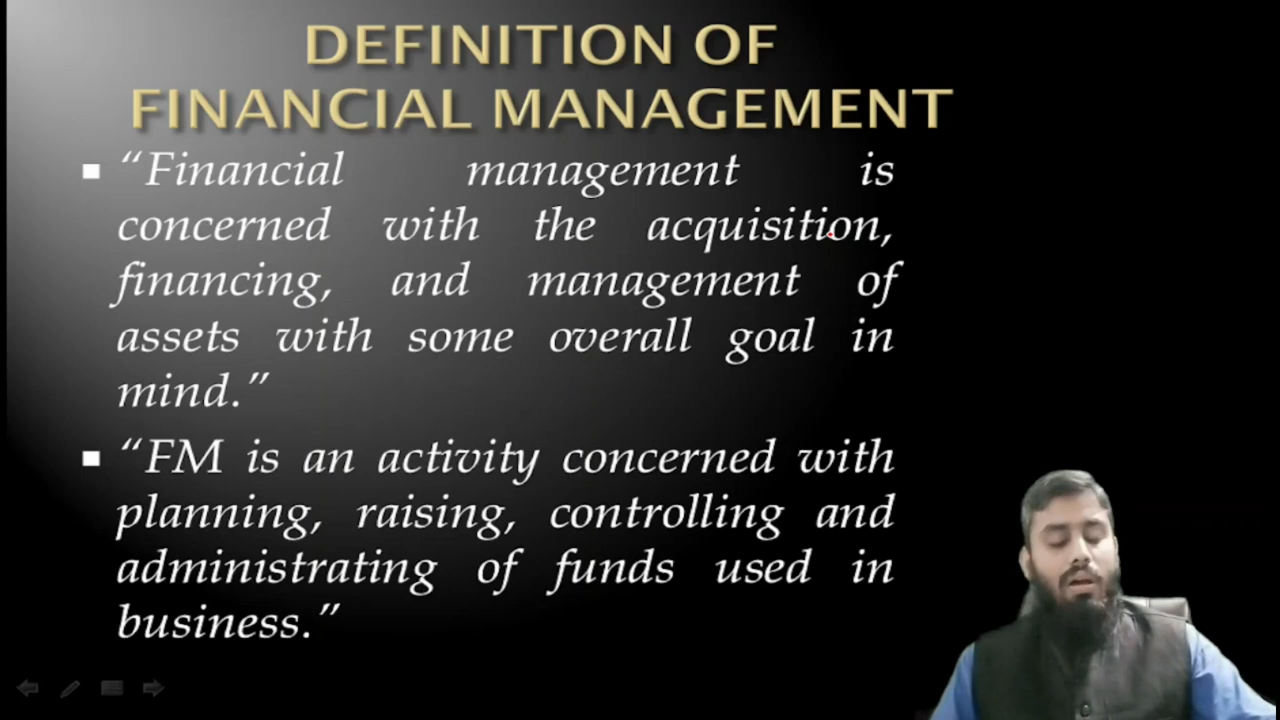 DEFINITION OF
FINANCIAL MANAGEMENT
“Financial management is
concerned with the acquisition,
financing, and management of
assets with some overall goal in
mind.”
“FM is an activity concerned with
planning, raising, controlling and
administrating of funds used in
business.”